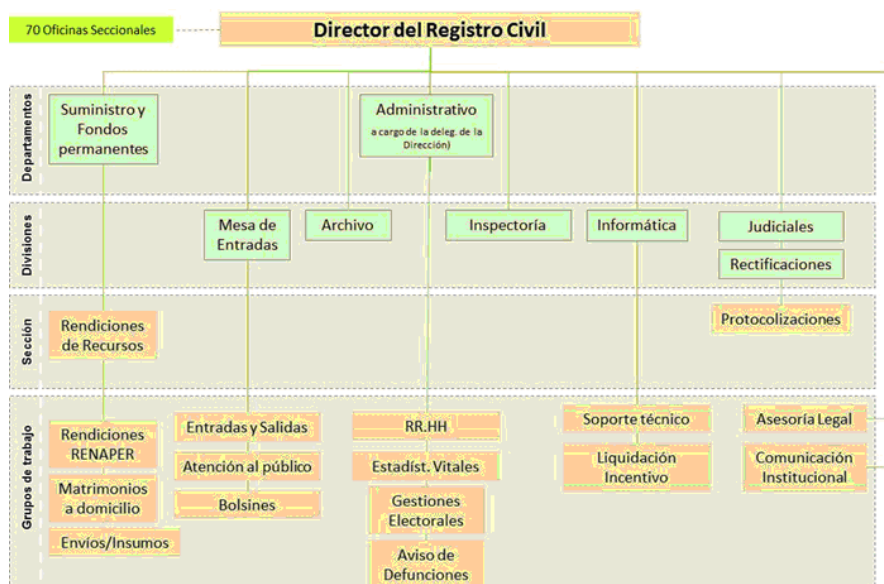 70 Oficinas Seccionales
Director del Registro Civil
Departamentos
Suministro y
Fondos
permanentes
Administrativo
a cargo de la deleg. de la
Dirección)
Divisiones
Mesa de
Entradas
Archivo
Inspectoría
Informática
Judiciales
Rectificaciones
Sección
Rendiciones
de Recursos
Protocolizaciones
Grupos de trabajo
Rendiciones
RENAPER
Matrimonios
a domicilio
Envíos/Insumos
Entradas y Salidas
Atención al público
Bolsines
RR.HH
Estadíst. Vitales
Gestiones
Electorales
Aviso de
Defunciones
Soporte técnico
Liquidación
Incentivo
Asesoría Legal
Comunicación
Institucional